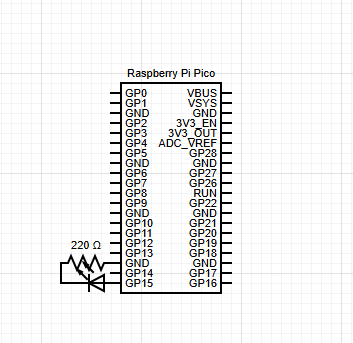 Raspberry Pi Pico
GP0 VBUS
GP1 VSYS
GND GND
GP2 3V3_EN
GP3 3V3_OUT
GP4 ADC_VREF
GP5 GP28
GND GND
GP6 GP27
GP7 GP26
GP8 RUN
GP9 GP22
GND GND
GP10 GP21
GP11 GP20
220 Ω GP12 GP19
GP13 GP18
GND GND
GP14 GP17
GP15 GP16